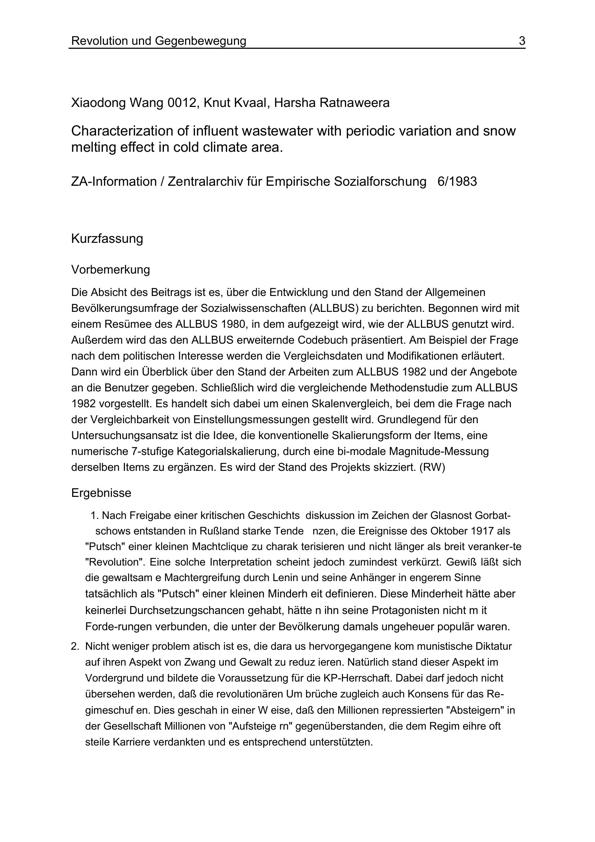 Revolution und Gegenbewegung 3
Xiaodong Wang 0012, Knut Kvaal, Harsha Ratnaweera
Characterization of influent wastewater with periodic variation and snow
melting effect in cold climate area.
ZA-Information / Zentralarchiv für Empirische Sozialforschung 6/1983
Kurzfassung
Vorbemerkung
Die Absicht des Beitrags ist es, über die Entwicklung und den Stand der Allgemeinen
Bevölkerungsumfrage der Sozialwissenschaften (ALLBUS) zu berichten. Begonnen wird mit
einem Resümee des ALLBUS 1980, in dem aufgezeigt wird, wie der ALLBUS genutzt wird.
Außerdem wird das den ALLBUS erweiternde Codebuch präsentiert. Am Beispiel der Frage
nach dem politischen Interesse werden die Vergleichsdaten und Modifikationen erläutert.
Dann wird ein Überblick über den Stand der Arbeiten zum ALLBUS 1982 und der Angebote
an die Benutzer gegeben. Schließlich wird die vergleichende Methodenstudie zum ALLBUS
1982 vorgestellt. Es handelt sich dabei um einen Skalenvergleich, bei dem die Frage nach
der Vergleichbarkeit von Einstellungsmessungen gestellt wird. Grundlegend für den
Untersuchungsansatz ist die Idee, die konventionelle Skalierungsform der Items, eine
numerische 7-stufige Kategorialskalierung, durch eine bi-modale Magnitude-Messung
derselben Items zu ergänzen. Es wird der Stand des Projekts skizziert. (RW)
Ergebnisse
1. Nach Freigabe einer kritischen Geschichts diskussion im Zeichen der Glasnost Gorbat-
schows entstanden in Rußland starke Tende nzen, die Ereignisse des Oktober 1917 als
"Putsch" einer kleinen Machtclique zu charak terisieren und nicht länger als breit veranker-te
"Revolution". Eine solche Interpretation scheint jedoch zumindest verkürzt. Gewiß läßt sich
die gewaltsam e Machtergreifung durch Lenin und seine Anhänger in engerem Sinne
tatsächlich als "Putsch" einer kleinen Minderh eit definieren. Diese Minderheit hätte aber
keinerlei Durchsetzungschancen gehabt, hätte n ihn seine Protagonisten nicht m it
Forde-rungen verbunden, die unter der Bevölkerung damals ungeheuer populär waren.
2. Nicht weniger problem atisch ist es, die dara us hervorgegangene kom munistische Diktatur
auf ihren Aspekt von Zwang und Gewalt zu reduz ieren. Natürlich stand dieser Aspekt im
Vordergrund und bildete die Voraussetzung für die KP-Herrschaft. Dabei darf jedoch nicht
übersehen werden, daß die revolutionären Um brüche zugleich auch Konsens für das Re-
gimeschuf en. Dies geschah in einer W eise, daß den Millionen repressierten "Absteigern" in
der Gesellschaft Millionen von "Aufsteige rn" gegenüberstanden, die dem Regim eihre oft
steile Karriere verdankten und es entsprechend unterstützten.